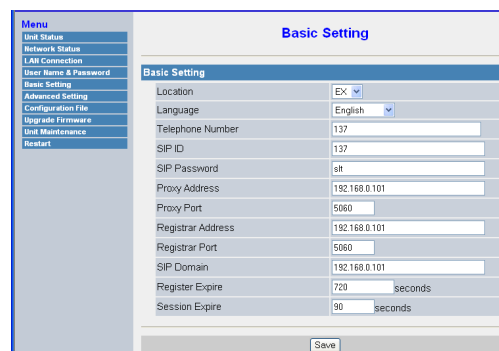 Menu
Unit Status
Network Status
LAN Connection
User Name & Password
Basic Setting
Advanced Setting
Configuration File
Upgrade Firmware
Unit Maintenance
Restart
Basic Setting
Basic Setting
Location EX
Language English
Telephone Number 137
SIP ID 137
SIP Password slt
Proxy Address 192.168.0.101
Proxy Port 5060
Registrar Address 192.168.0.101
Registrar Port 5060
SIP Domain 192.168.0.101
Register Expire 720 seconds
Session Expire 90 seconds
Save